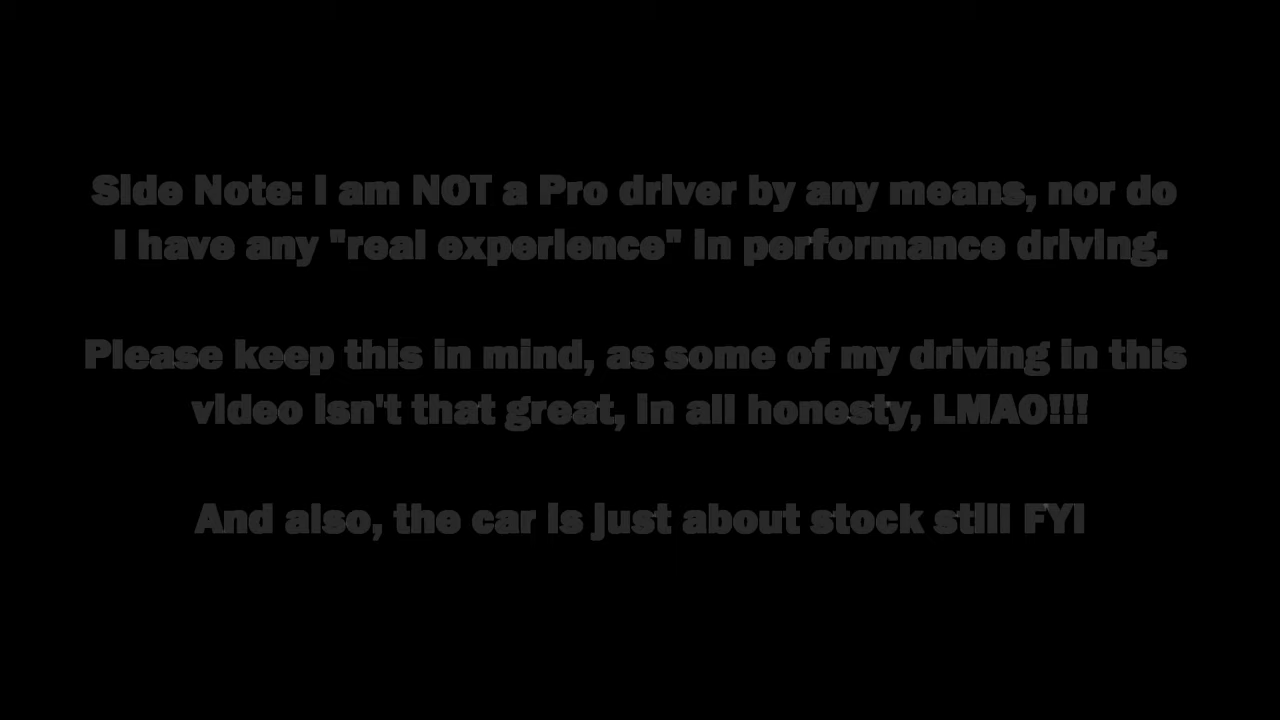 Side Note: I am NOT a Pro driver by any means, nor do
I have any "real experience" in performance driving.
Please keep this in mind, as some of my driving in this
video isn't that great, in all honesty, LMAO!!!
And also, the car is just about stock still FYI